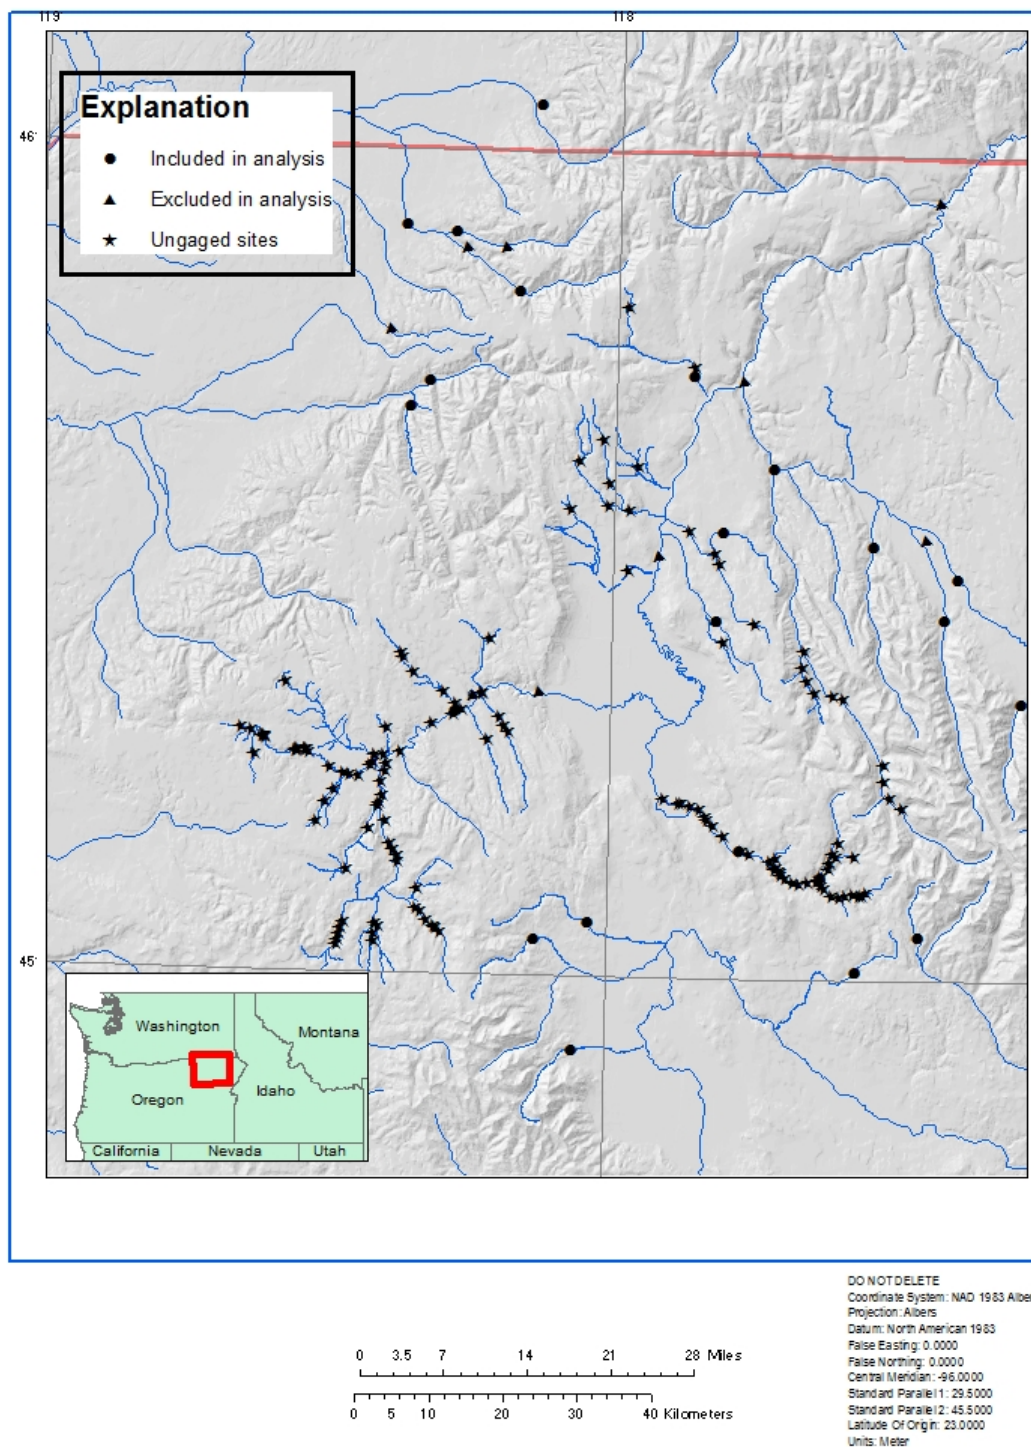 119°
118°
46°
Explanation
Included in analysis
Excluded in analysis
Ungaged sites
45°
Washington
Montana
Oregon
Idaho
California
Nevada
Utah
DO NOT DELETE
Coordinate System: NAD 1983 Albe
Projection: Albers
Datum: North American 1983
False Easting: 0.0000
False Northing: 0.0000
Central Meridian: -96.0000
Standard Parallel 1: 29.5000
Standard Parallel 2: 45.5000
Latitude Of Origin: 23.0000
Units: Meter
0 3.5 7 14 21 28 Miles
0 5 10 20 30 40 Kilometers